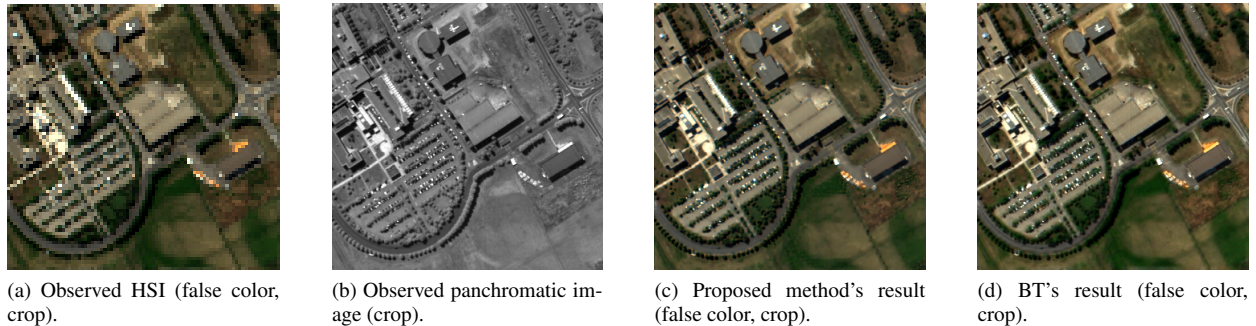 (a) Observed HSI (false color,
crop).
(b) Observed panchromatic im-
age (crop).
(c) Proposed method's result
(false color, crop).
(d) BT's result (false color,
crop).